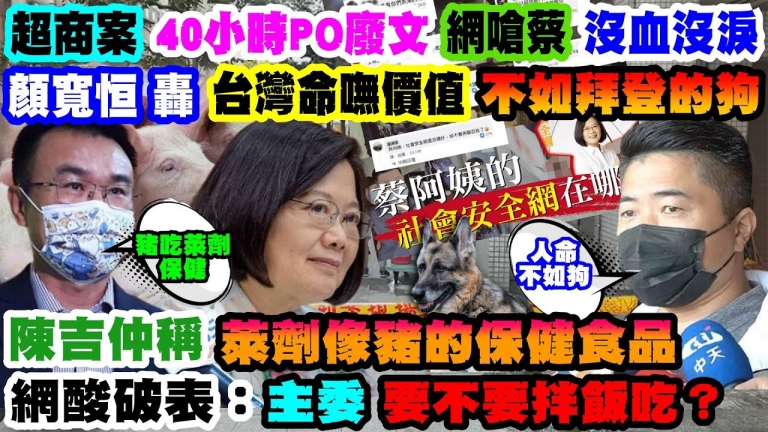 超商案 40小時PO廢文 網嗆蔡 沒血沒淚
顏寬恒 轟 台灣命嘸價值 不如拜登的狗
蔡阿姨的
社會安全網在哪
豬吃萊劑
保健
人命
不如狗
中天
陳吉仲稱 萊劑像豬的保健食品
網酸破表：主委 要不要拌飯吃？